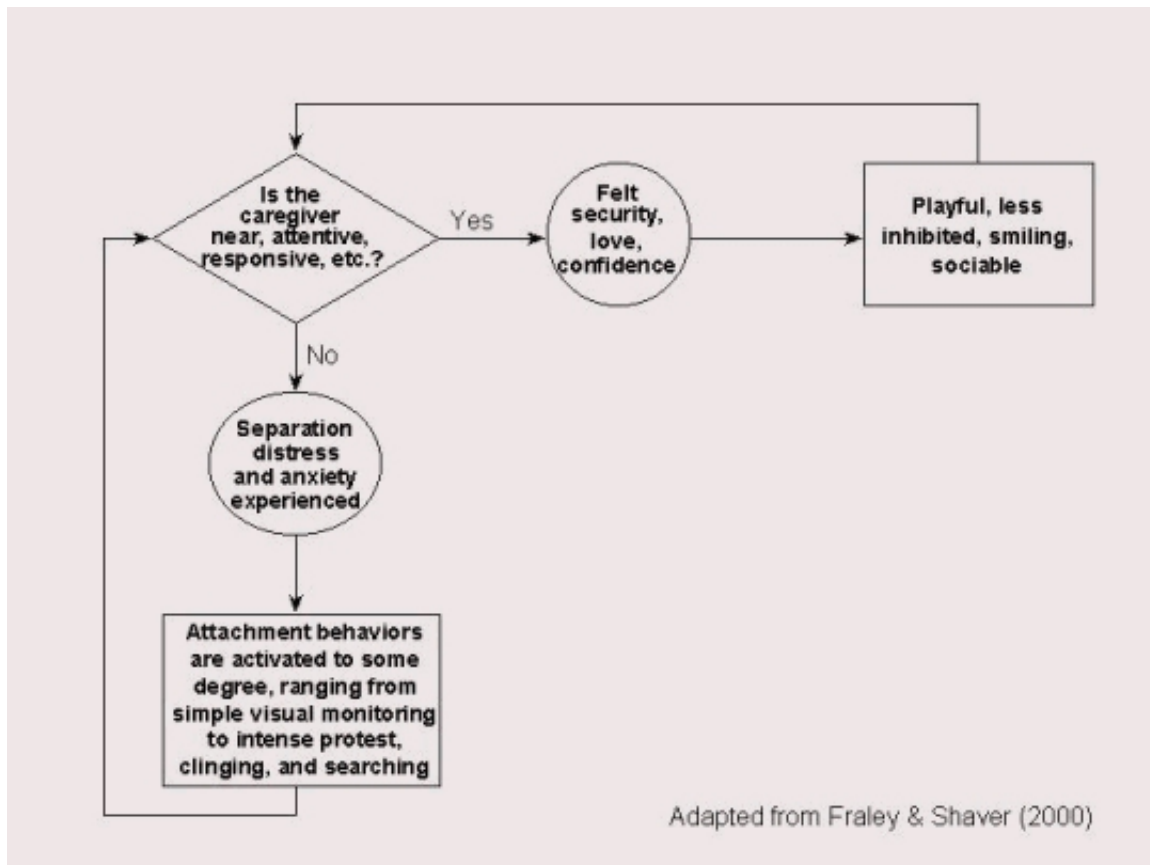 Is the
caregiver
near, attentive,
responsive, etc.?
Yes
Felt
security,
love,
confidence
Playful, less
inhibited, smiling,
sociable
No
Separation
distress
and anxiety
experienced
Attachment behaviors
are activated to some
degree, ranging from
simple visual monitoring
to intense protest,
clinging, and searching
Adapted from Fraley & Shaver (2000)